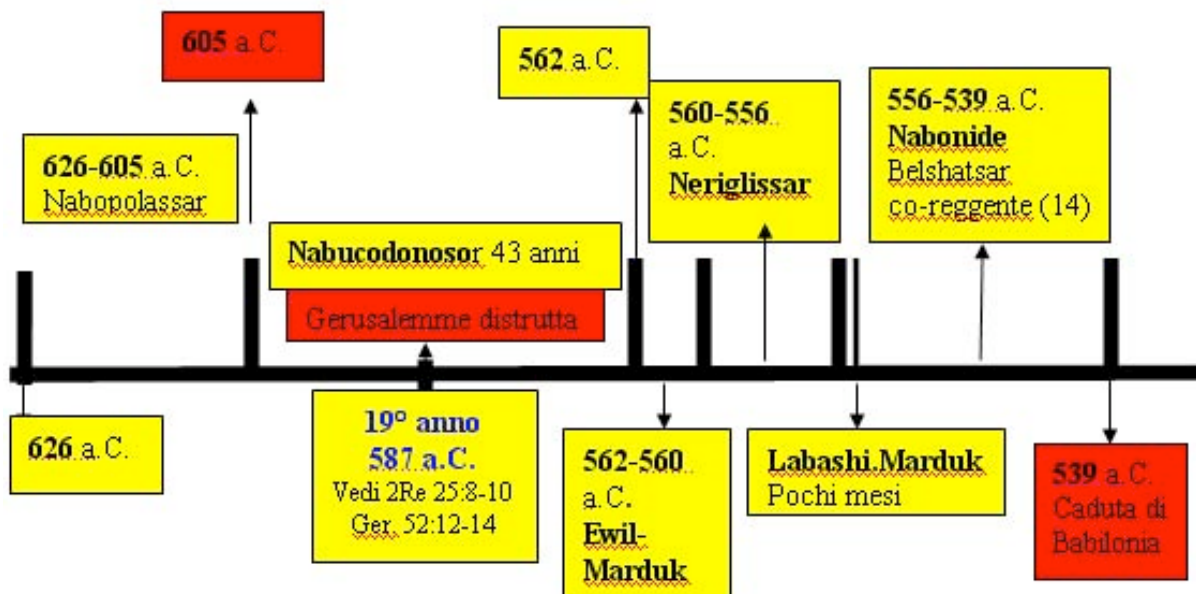 605 a.C.
562 a.C.
626-605 a.C.
Nabopolassar
560-556
a.C.
Neriglissar
556-539 a.C.
Nabonide
Belshatsar
co-reggente (14)
Nabucodonosor 43 anni
Gerusalemme distrutta
626 a.C.
19° anno
587 a.C.
Vedi 2Re 25:8-10
Ger. 52:12-14
562-560
a.C.
Ewil-
Marduk
Labashi.Marduk
Pochi mesi
539 a.C.
Caduta di
Babilonia